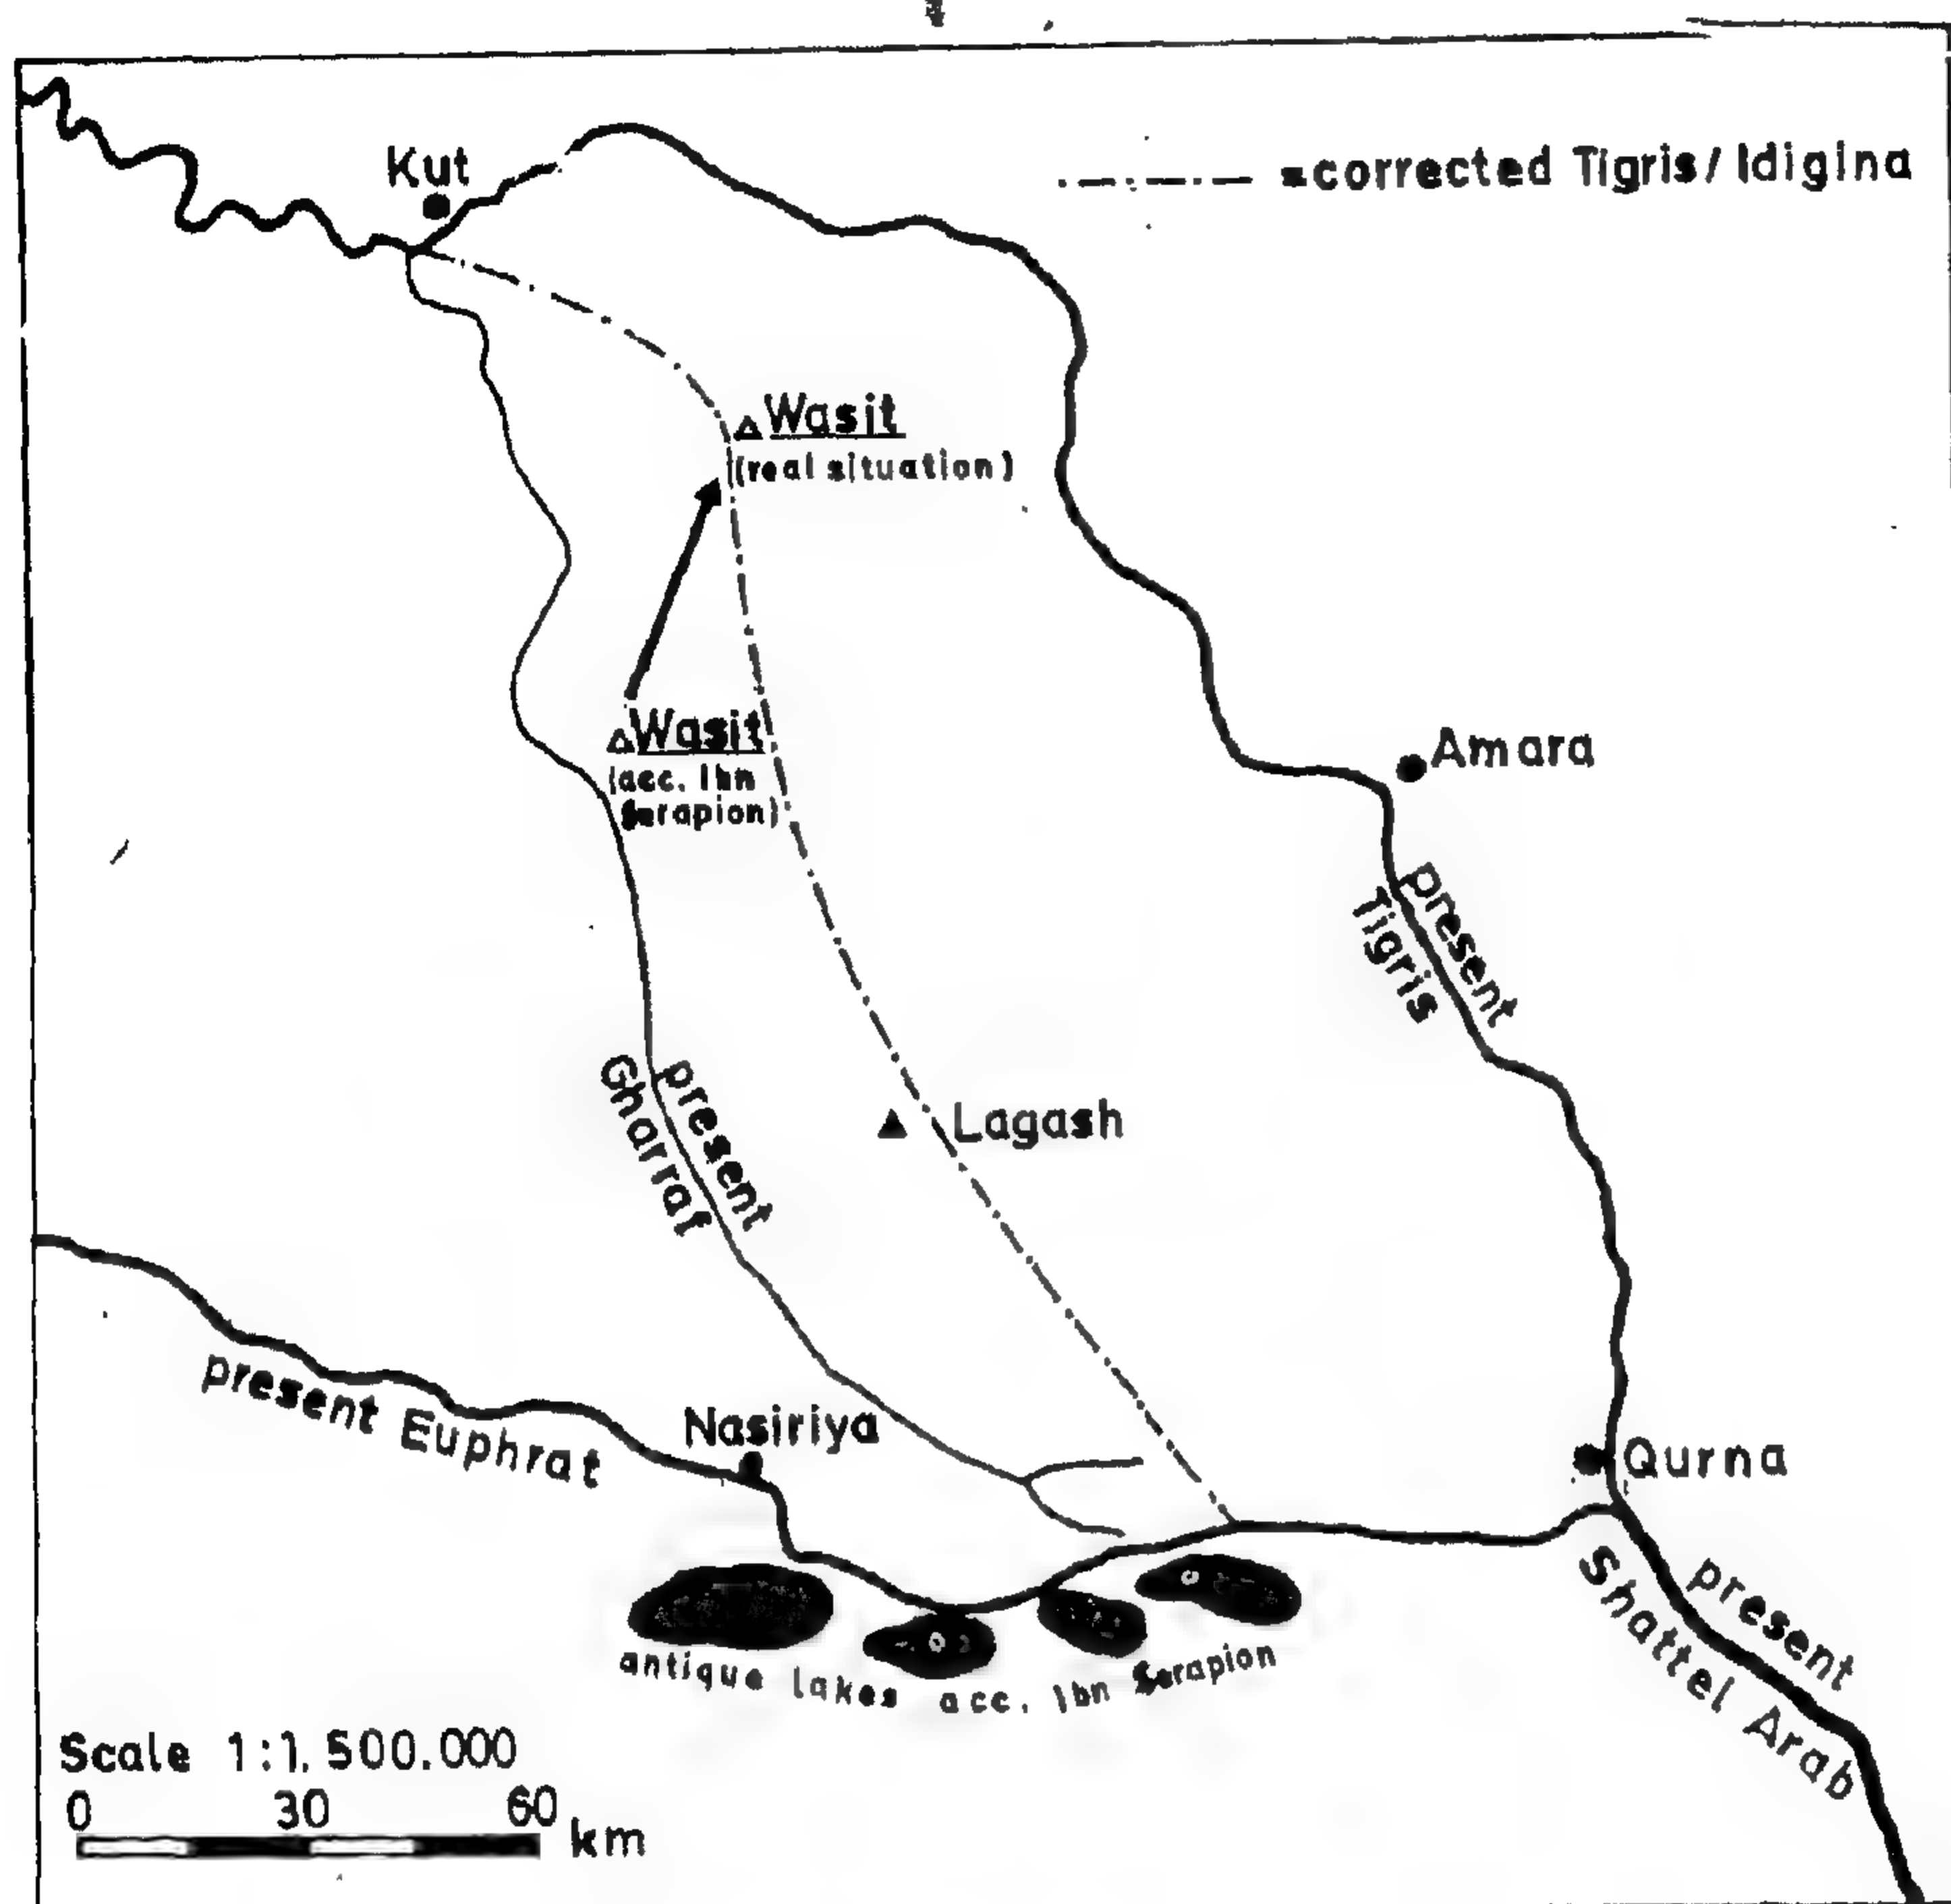 Kut
=corrected Tigris/ Idiglna
Wasit
(real situation)
Wasit
(acc. Ibn
Serapion)
Amara
present
Tigris
present
Gharraf
Lagash
present Euphrat
Nasiriya
Qurna
present
Shattel Arab
antique lakes acc. Ibn Serapion
Scale 1:1.500.000
0 30 60
km